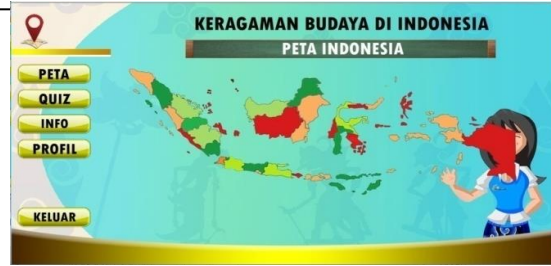 KERAGAMAN BUDAYA DI INDONESIA
PETA INDONESIA
PETA
QUIZ
INFO
PROFIL
KELUAR